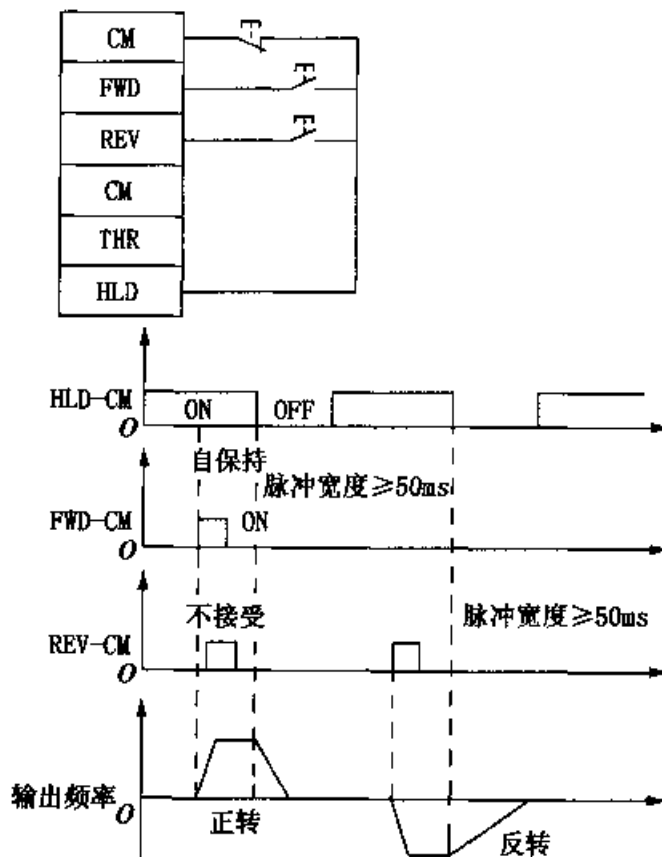 CM
FWD
REV
CM
THR
HLD
HLD-CM
ON
OFF
O
自保持
脉冲宽度≥50ms
FWD-CM
ON
O
不接受
脉冲宽度≥50ms
REV-CM
O
输出频率
O
正转
反转